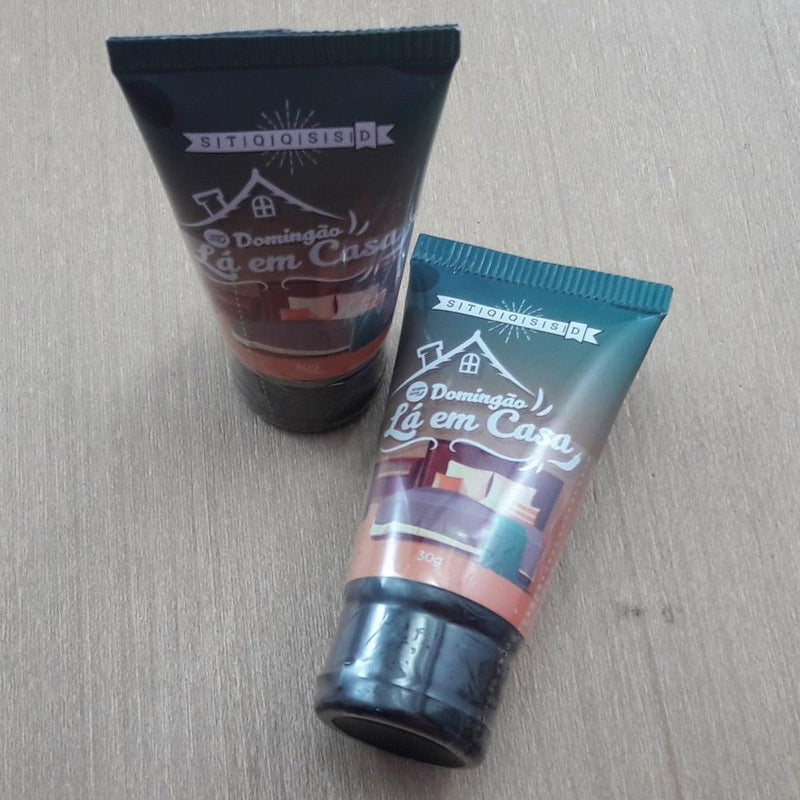 S|T|Q|Q|S|S|D
Domingão
Lá em Casa
30g
S|T|Q|Q|S|S|D
Domingão
Lá em Casa
30g